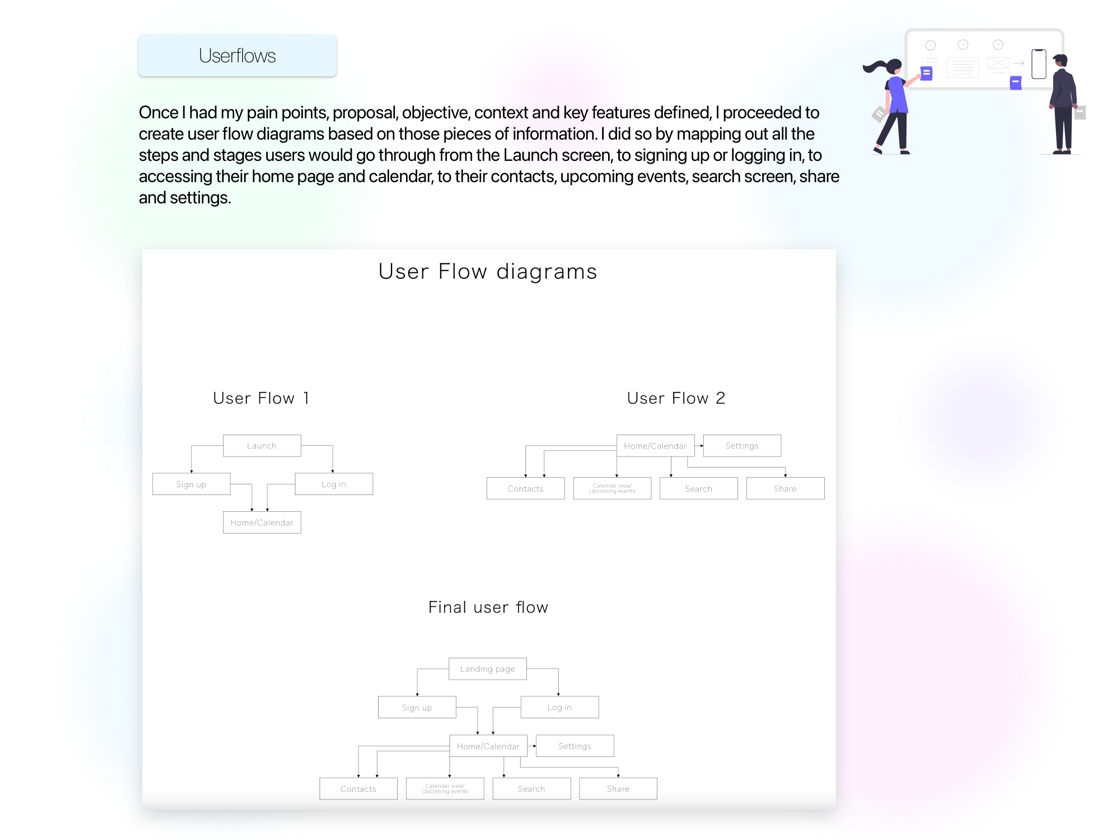 Userflows
Once I had my pain points, proposal, objective, context and key features defined, I proceeded to
create user flow diagrams based on those pieces of information. I did so by mapping out all the
steps and stages users would go through from the Launch screen, to signing up or logging in, to
accessing their home page and calendar, to their contacts, upcoming events, search screen, share
and settings.
User Flow diagrams
User Flow 1
Launch
Sign up
Log in
Home/Calendar
User Flow 2
Home/Calendar
Settings
Contacts
Calendar view/
Upcoming events
Search
Share
Final user flow
Landing page
Sign up
Log in
Home/Calendar
Settings
Contacts
Calendar view/
Upcoming events
Search
Share